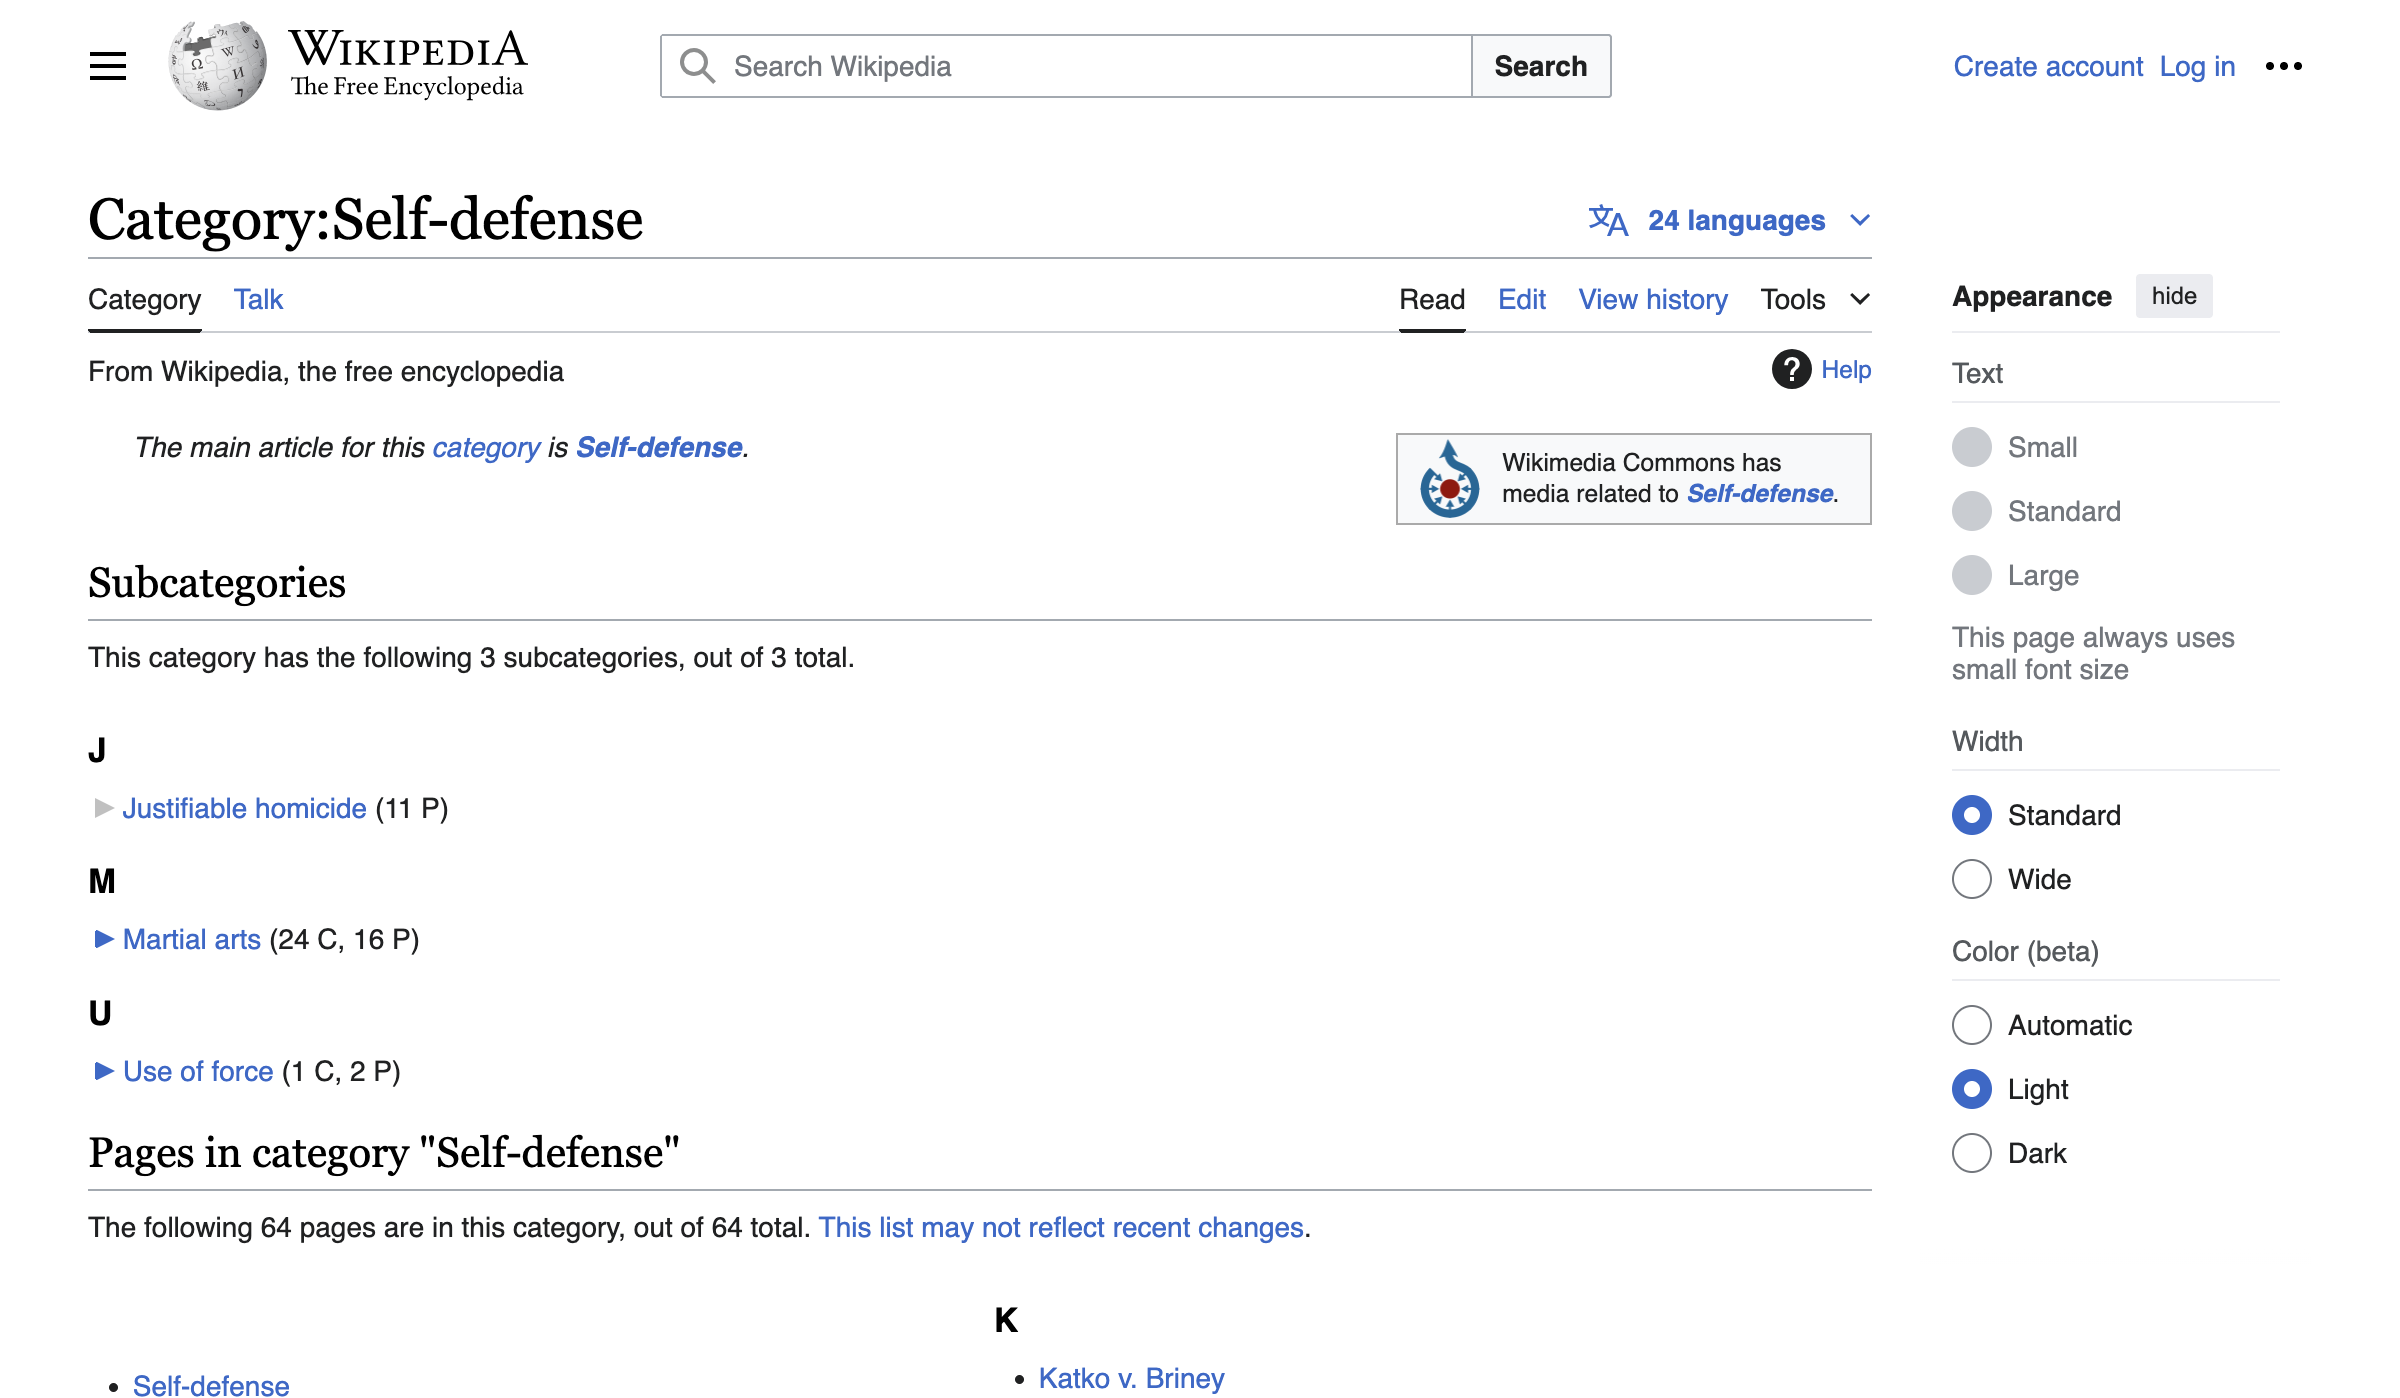 WIKIPEDIA
The Free Encyclopedia
Search Wikipedia
Search
Create account Log in
Category:Self-defense
24 languages
Category Talk
Read Edit View history Tools
From Wikipedia, the free encyclopedia
Help
The main article for this category is Self-defense.
Wikimedia Commons has
media related to Self-defense.
Subcategories
This category has the following 3 subcategories, out of 3 total.
J
Justifiable homicide (11 P)
M
Martial arts (24 C, 16 P)
U
Use of force (1 C, 2 P)
Pages in category "Self-defense"
The following 64 pages are in this category, out of 64 total. This list may not reflect recent changes.
Self-defense
K
Katko v. Briney
Appearance hide
Text
Small
Standard
Large
This page always uses
small font size
Width
Standard
Wide
Color (beta)
Automatic
Light
Dark